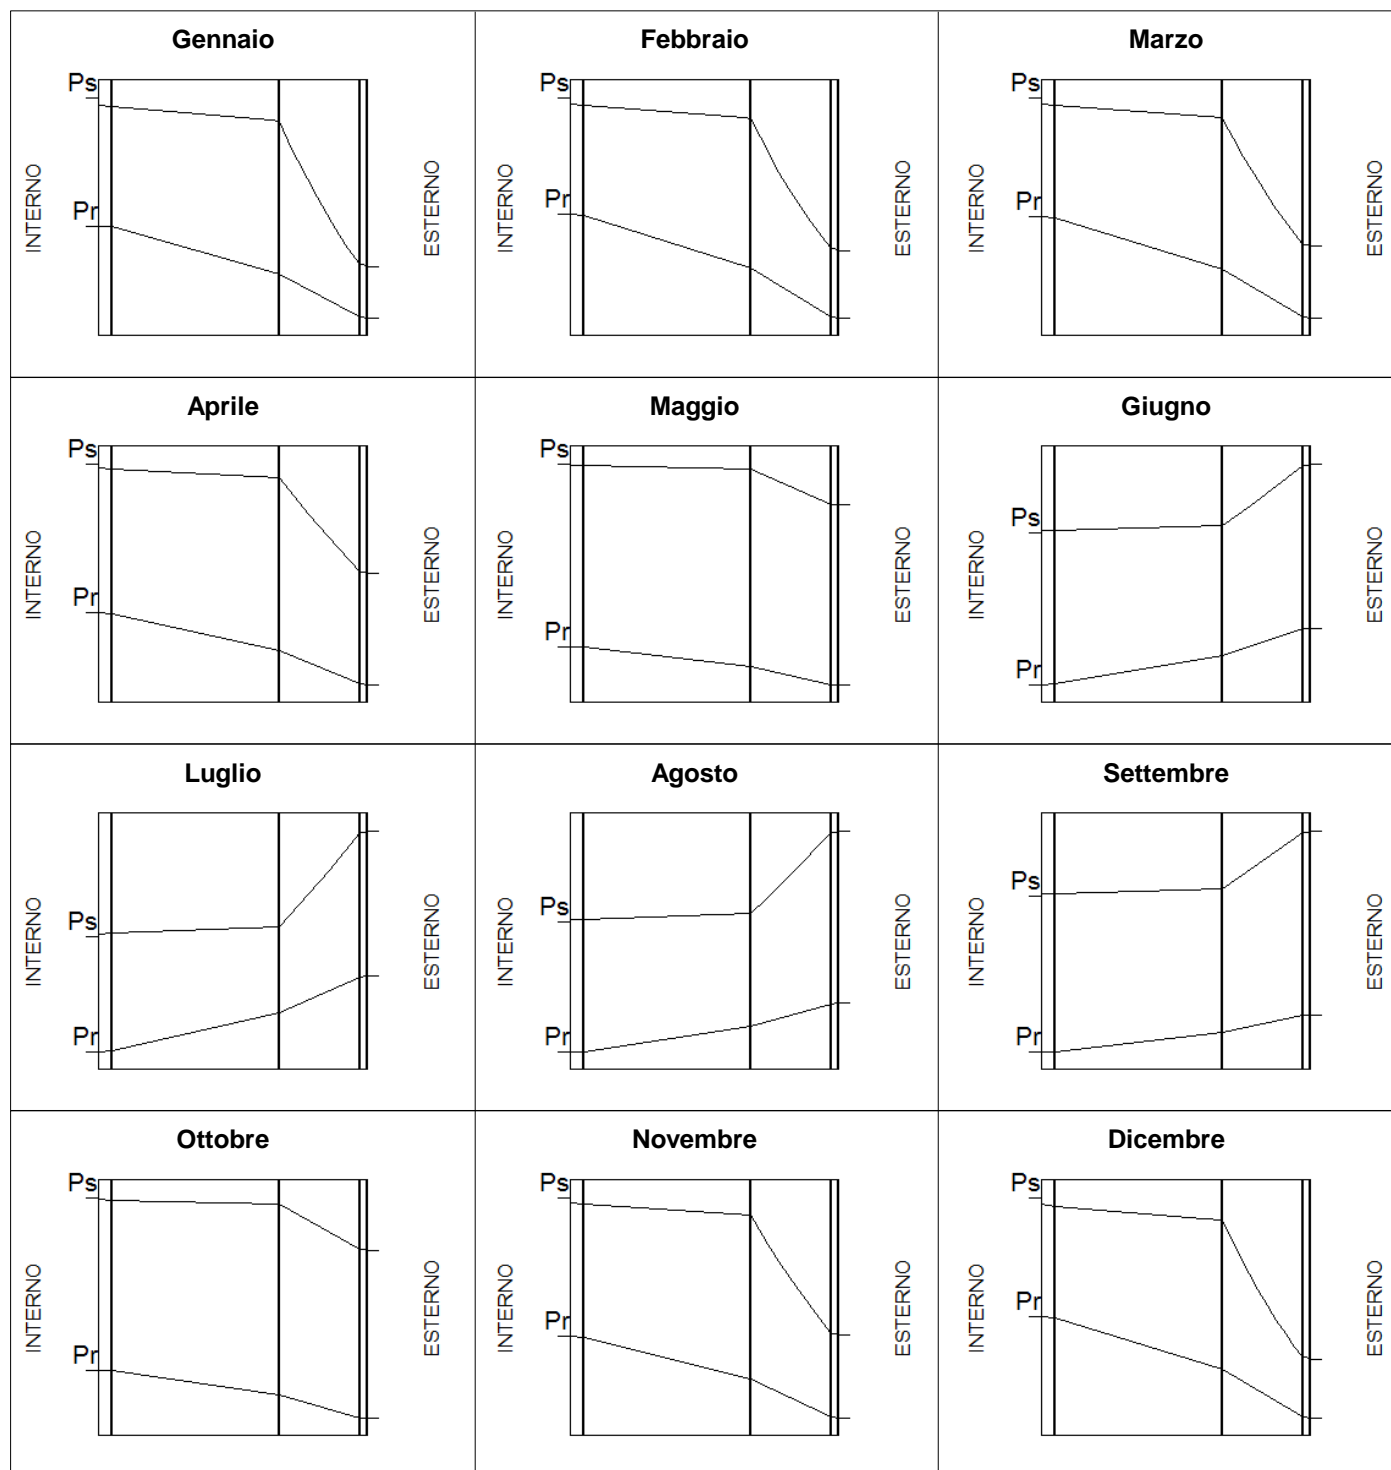 Gennaio
Ps
Pr
INTERNO
ESTERNO
Febbraio
Ps
Pr
INTERNO
ESTERNO
Marzo
Ps
Pr
INTERNO
ESTERNO
Aprile
Ps
Pr
INTERNO
ESTERNO
Maggio
Ps
Pr
INTERNO
ESTERNO
Giugno
Ps
Pr
INTERNO
ESTERNO
Luglio
Ps
Pr
INTERNO
ESTERNO
Agosto
Ps
Pr
INTERNO
ESTERNO
Settembre
Ps
Pr
INTERNO
ESTERNO
Ottobre
Ps
Pr
INTERNO
ESTERNO
Novembre
Ps
Pr
INTERNO
ESTERNO
Dicembre
Ps
Pr
INTERNO
ESTERNO